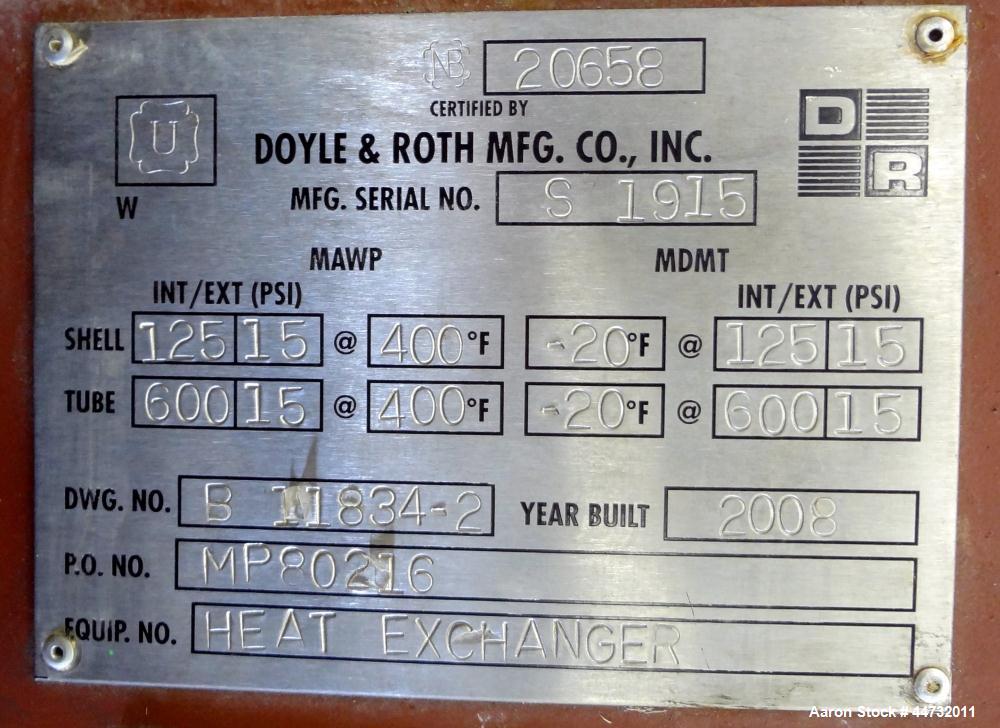 NB 20658
CERTIFIED BY
U
W
DOYLE & ROTH MFG. CO., INC.
D R
MFG. SERIAL NO. S 1915
MAWP MDMT
INT/EXT (PSI) INT/EXT (PSI)
SHELL 125 15 @ 400 °F -20 °F @ 125 15
TUBE 600 15 @ 400 °F -20 °F @ 600 15
DWG. NO. B 11834-2 YEAR BUILT 2008
P.O. NO. MP80216
EQUIP. NO. HEAT EXCHANGER
Aaron Stock # 44732011